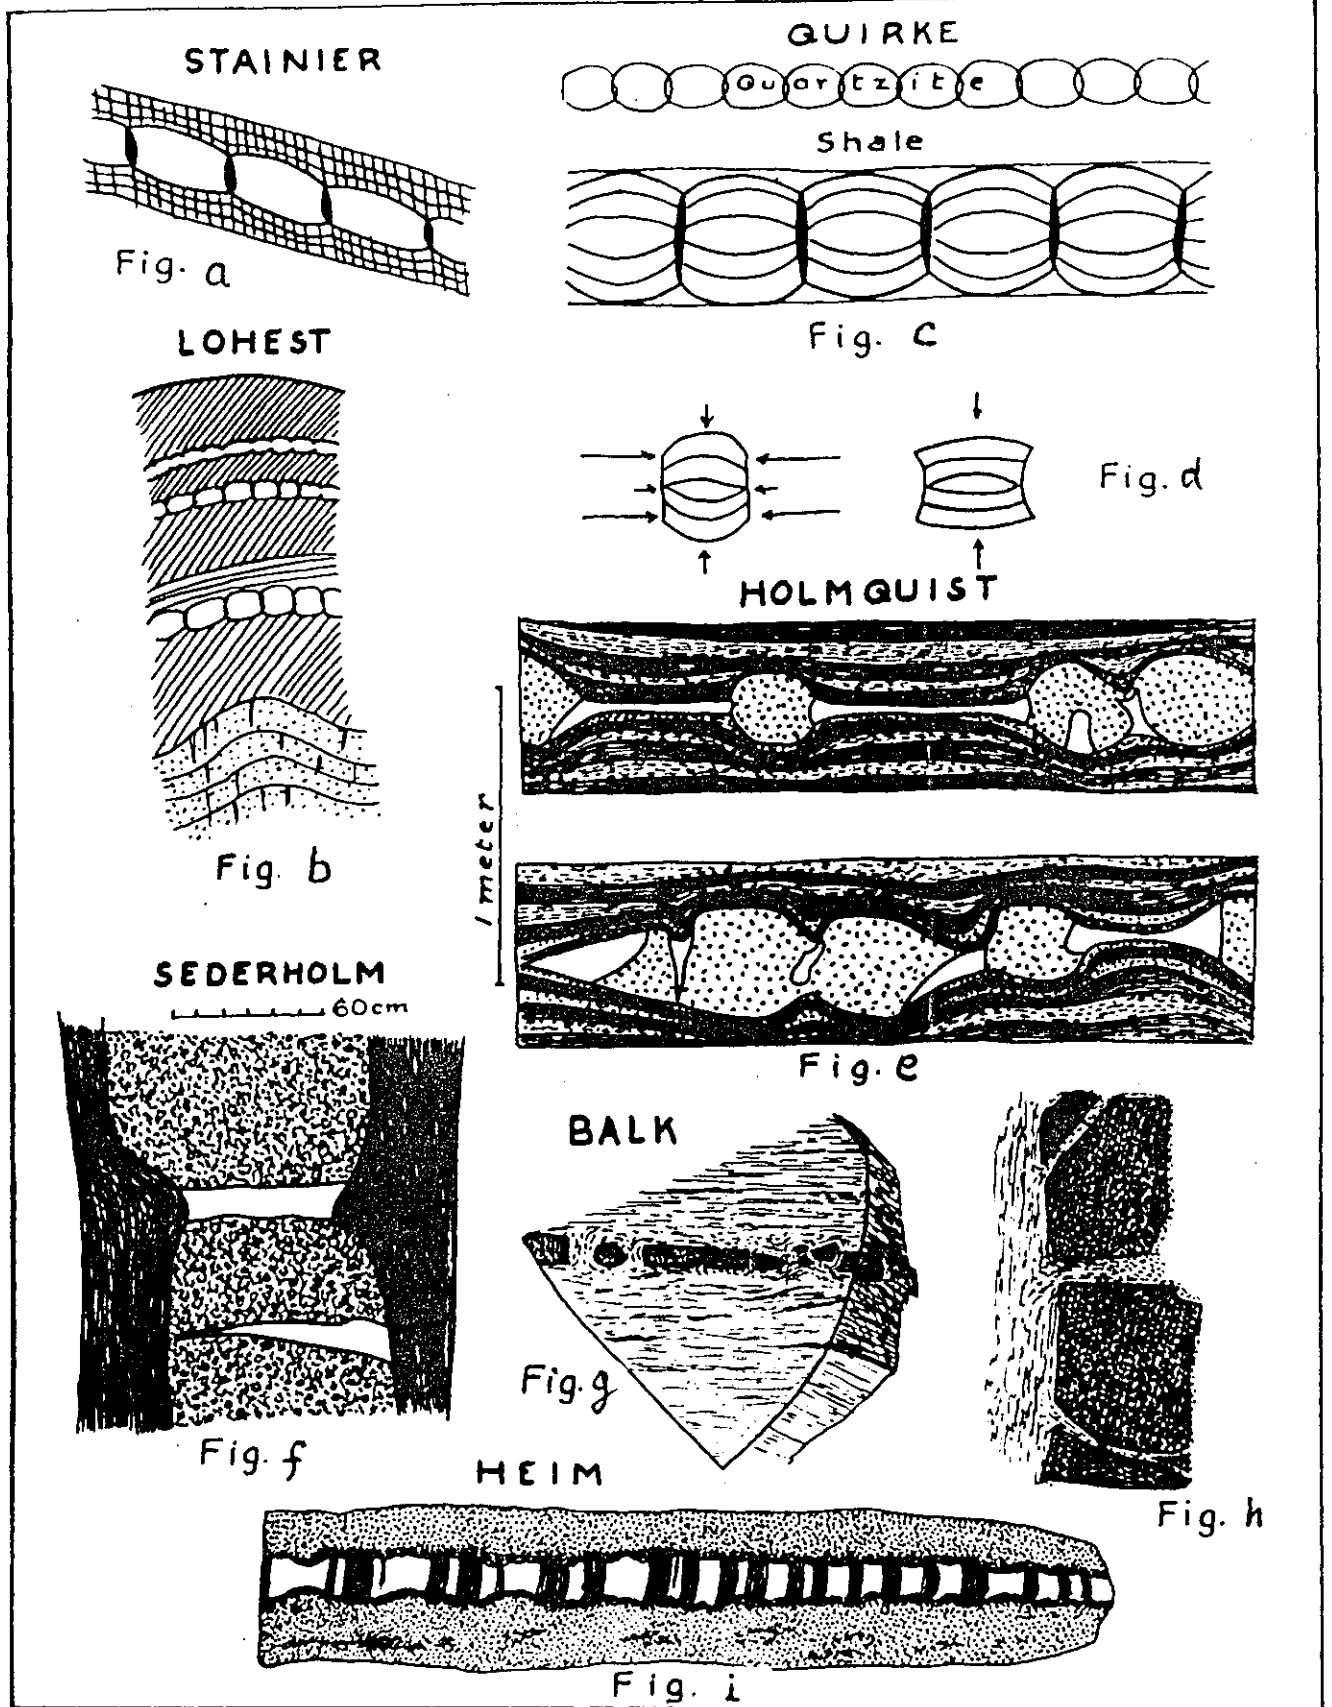 STAINIER
Fig. a
QUIRKE
Quartzite
Shale
Fig. C
LOHEST
Fig. b
Fig. d
HOLMQUIST
1 meter
Fig. e
SEDERHOLM
60cm
Fig. f
BALK
Fig. g
Fig. h
HEIM
Fig. i